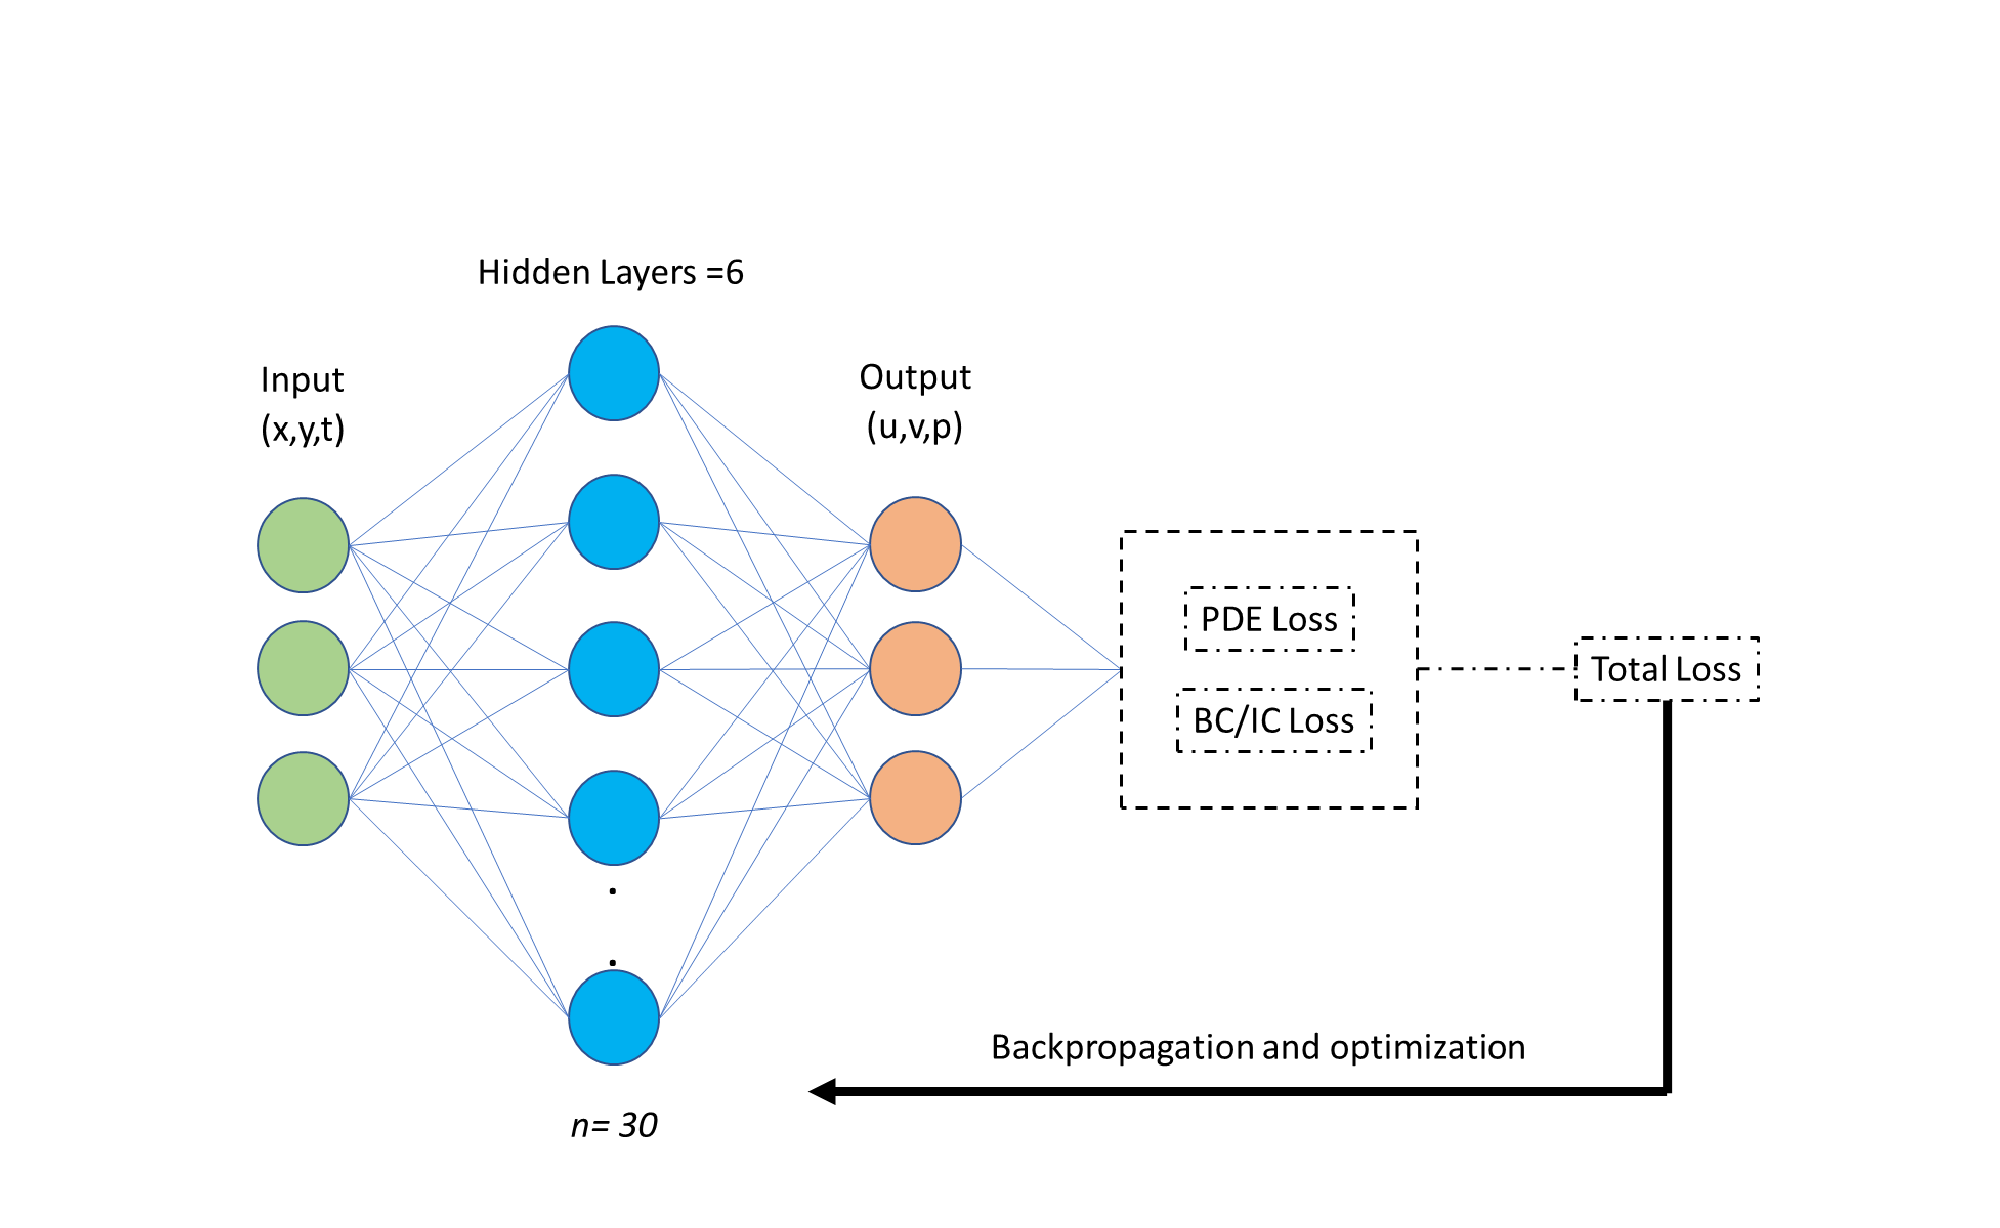 Hidden Layers =6
Input
(x,y,t)
Output
(u,v,p)
PDE Loss
BC/IC Loss
Total Loss
Backpropagation and optimization
n= 30